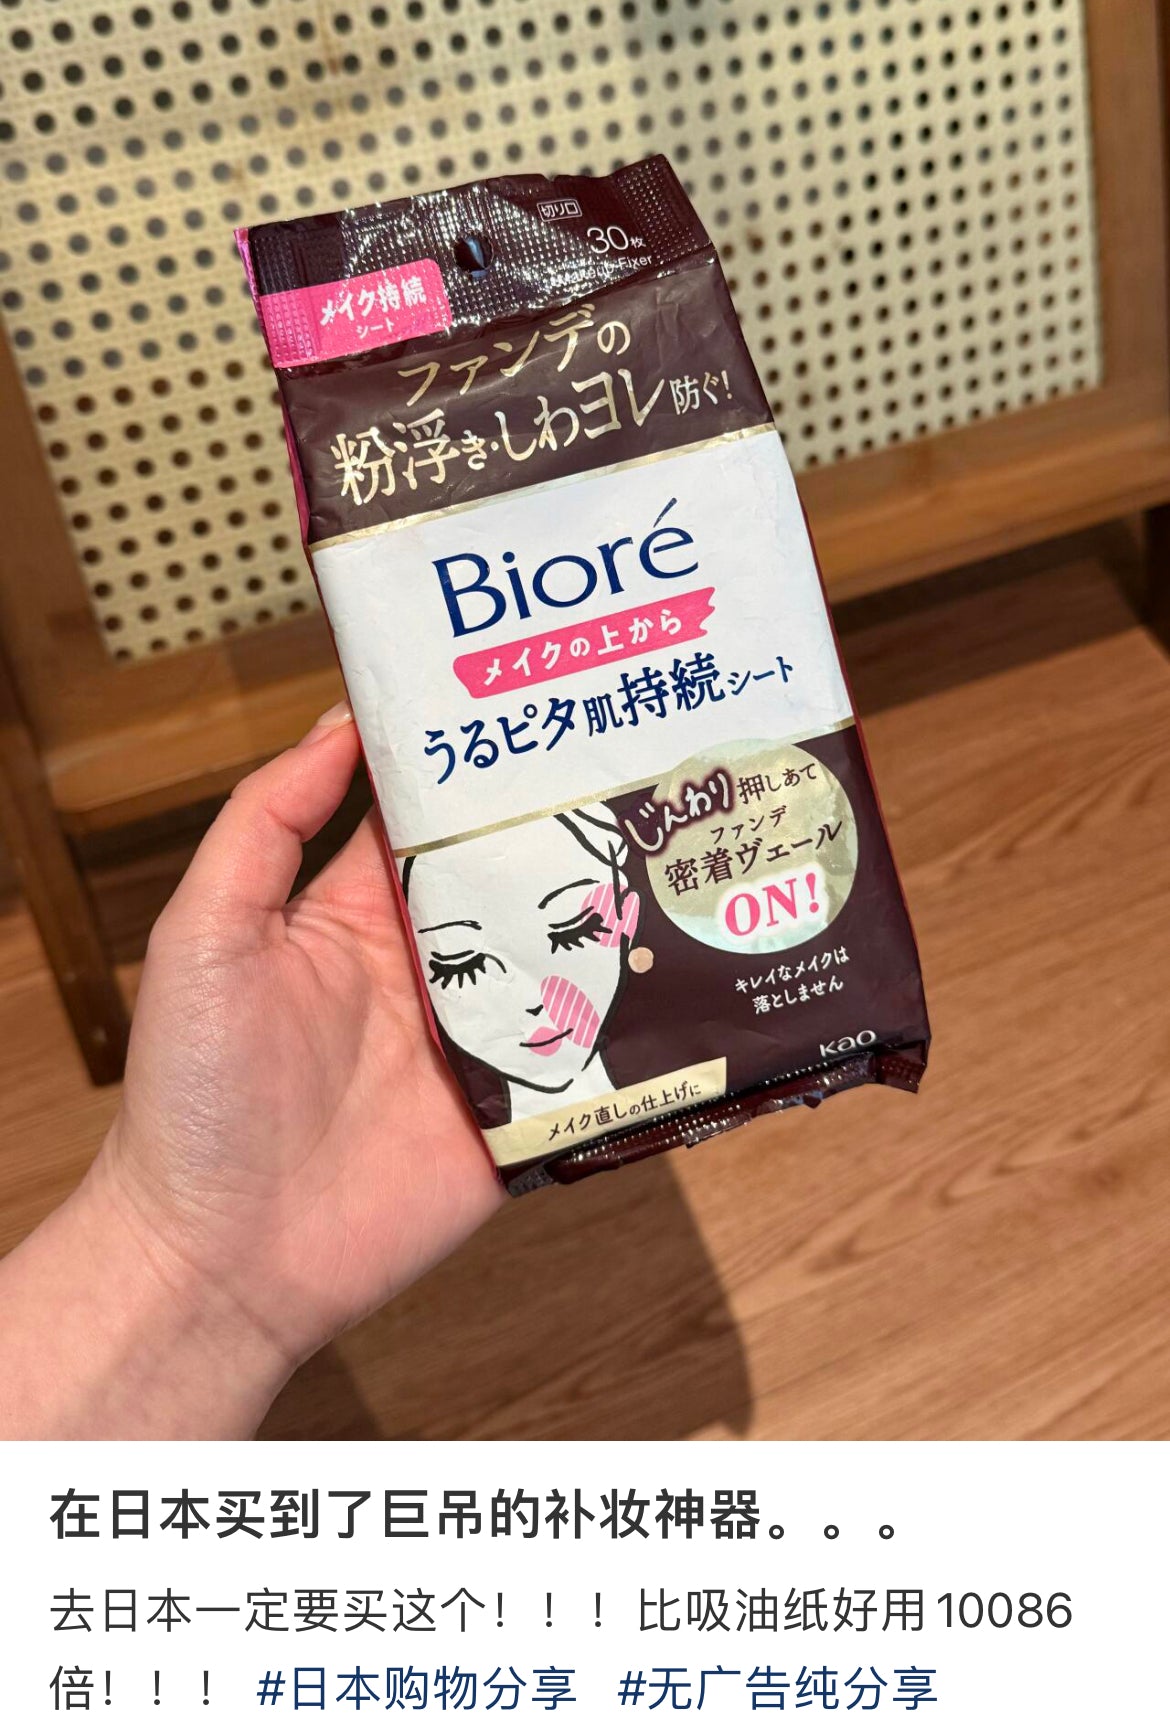 切り口
30枚
メイク持続
シート
ファンデの
粉浮き・しわヨレ防ぐ!
Bioré
メイクの上から
うるピタ肌持続シート
じんわり押しあて
ファンデ
密着ヴェール
ON!
キレイなメイクは
落としません
Kao
メイク直しの仕上げに
在日本买到了巨吊的补妆神器。。。
去日本一定要买这个！！！比吸油纸好用10086
倍！！！ #日本购物分享 #无广告纯分享